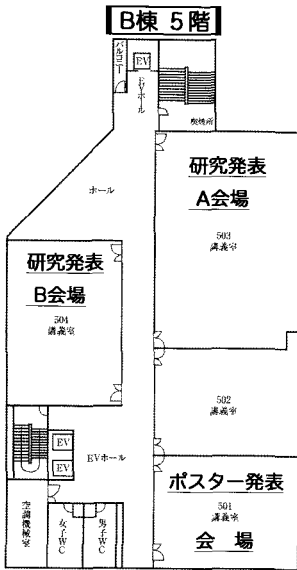 B棟 5階
バルコニー
EV
EVホール
喫煙所
ホール
研究発表
A会場
503
講義室
研究発表
B会場
504
講義室
502
講義室
EV
EV
EVホール
ポスター発表
501
講義室
会 場
空調機械室
女子WC
男子WC